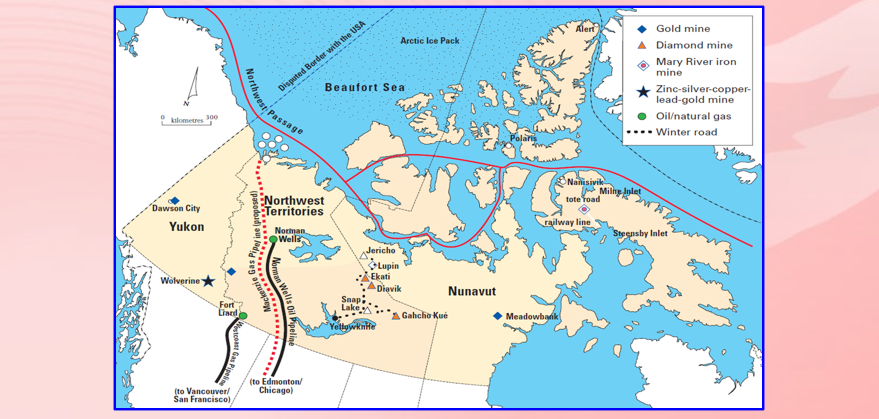 Gold mine
Diamond mine
Mary River iron
mine
Zinc-silver-copper-
lead-gold mine
Oil/natural gas
Winter road
Alert
Arctic Ice Pack
Disputed Border with the USA
Beaufort Sea
Northwest Passage
N
0 kilometres 300
Polaris
Nanisivik
Milne Inlet
tote road
railway line
Steensby Inlet
Dawson City
Yukon
Northwest
Territories
Norman
Wells
Mackenzie Gas Pipeline (proposed)
Norman Wells Oil Pipeline
Wolverine
Fort
Liard
Westcoast Gas Pipeline
Jericho
Lupin
Ekati
Diavik
Snap
Lake
Yellowknife
Gahcho Kué
Nunavut
Meadowbank
(to Vancouver/
San Francisco)
(to Edmonton/
Chicago)